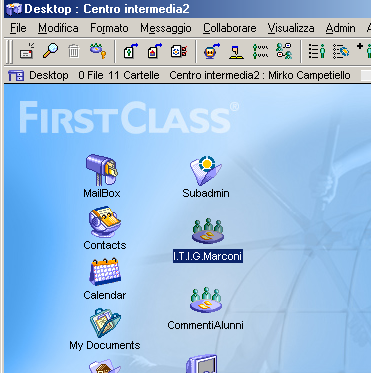 Desktop : Centro intermedia2
File Modifica Formato Messaggio Collaborare Visualizza Admin
Desktop 0 File 11 Cartelle Centro intermedia2 : Mirko Campetiello
FIRSTCLASS®
MailBox Subadmin
Contacts I.T.I.G.Marconi
Calendar CommentiAlunni
My Documents